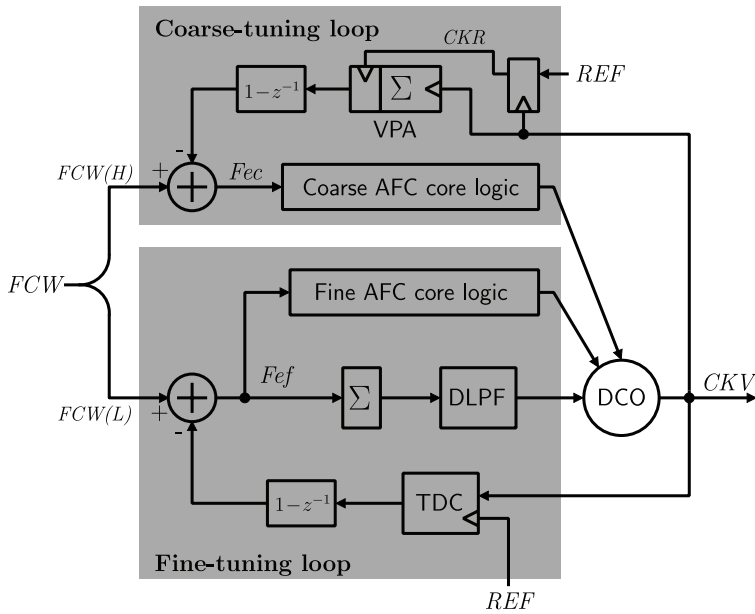 Coarse-tuning loop
CKR
REF
1−z⁻¹
Σ
VPA
-
FCW(H)
+
Fec
Coarse AFC core logic
FCW
Fine AFC core logic
Fef
Σ
DLPF
DCO
CKV
FCW(L)
+
-
1−z⁻¹
TDC
Fine-tuning loop
REF